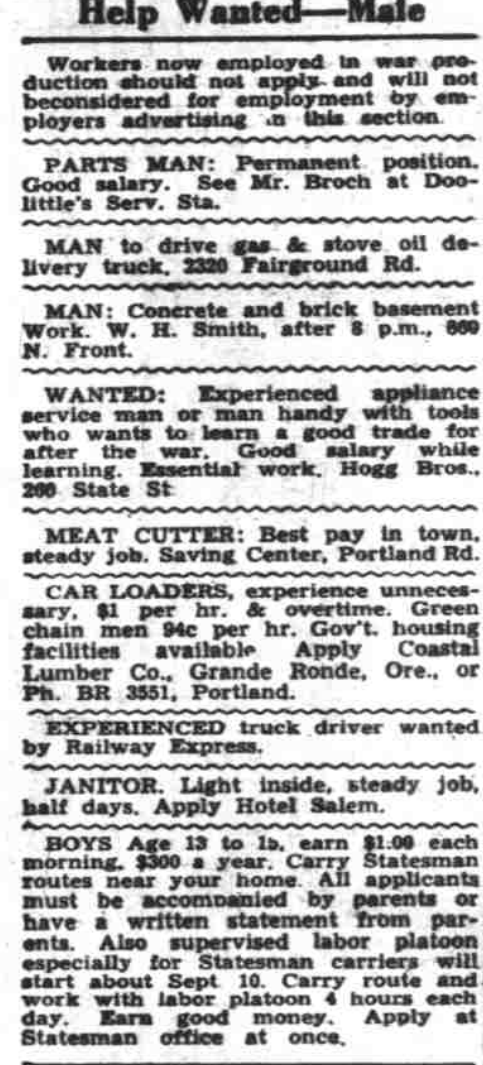 Help Wanted—Male
Workers now employed in war pro-
duction should not apply and will not
beconsidered for employment by em-
ployers advertising in this section.
PARTS MAN: Permanent position.
Good salary. See Mr. Broch at Doo-
little's Serv. Sta.
MAN to drive gas & stove oil de-
livery truck. 2320 Fairground Rd.
MAN: Concrete and brick basement
Work. W. H. Smith, after 8 p.m.,
N. Front.
WANTED: Experienced appliance
service man or man handy with tools
who wants to learn a good trade for
after the war. Good salary while
learning. Essential work. Hogg Bros.,
260 State St
MEAT CUTTER: Best pay in town,
steady job. Saving Center, Portland Rd.
CAR LOADERS, experience unneces-
sary, $1 per hr. & overtime. Green
chain men 94c per hr. Gov't. housing
facilities available Apply Coastal
Lumber Co., Grande Ronde, Ore., or
Ph. BR 3551, Portland.
EXPERIENCED truck driver wanted
by Railway Express.
JANITOR. Light inside, steady job,
half days. Apply Hotel Salem.
BOYS Age 13 to 15, earn $1.00 each
morning. $300 a year. Carry Statesman
routes near your home. All applicants
must be accompanied by parents or
have a written statement from par-
ents. Also supervised labor platoon
especially for Statesman carriers will
start about Sept 10. Carry route and
work with labor platoon 4 hours each
day. Earn good money. Apply at
Statesman office at once.